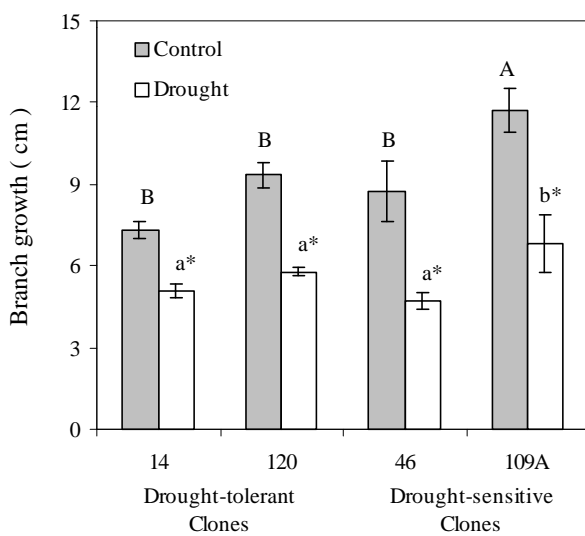 15
12
9
6
3
0
Branch growth ( cm )
Control
Drought
B
a*
B
a*
B
a*
A
b*
14 120 46 109A
Drought-tolerant Drought-sensitive
Clones Clones